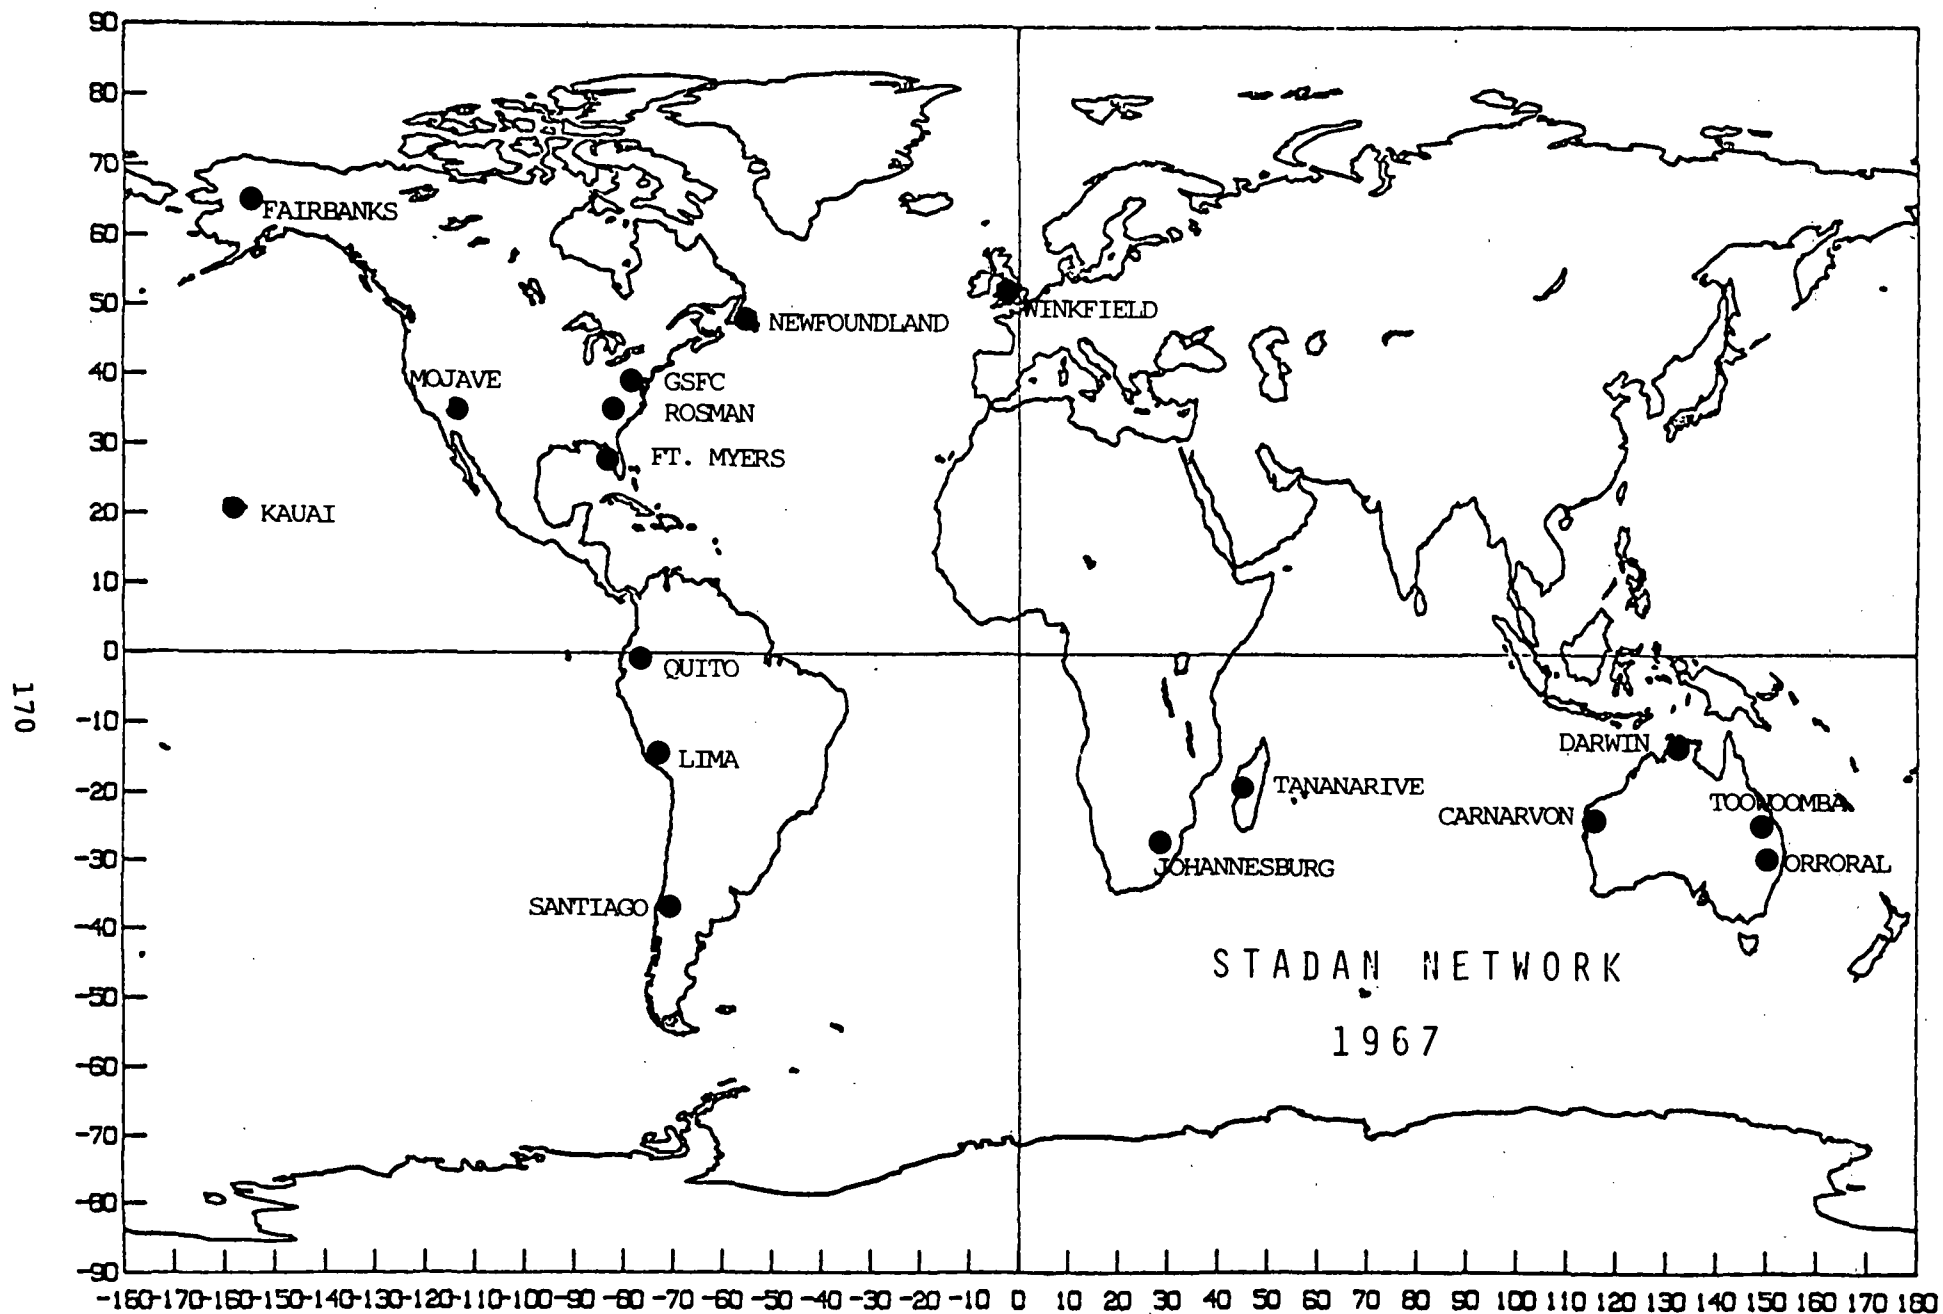 90
80
70
60
50
40
30
20
10
0
-10
-20
-30
-40
-50
-60
-70
-80
-90
FAIRBANKS
WINKFIELD
NEWFOUNDLAND
MOJAVE
GSFC
ROSMAN
FT. MYERS
KAUAI
QUITO
LIMA
DARWIN
TANANARIVE
TOOWOOMBA
CARNARVON
JOHANNESBURG
ORRORAL
SANTIAGO
STADAN NETWORK
1967
-180-170-160-150-140-130-120-110-100-90 -80 -70 -60 -50 -40 -30 -20 -10 0 10 20 30 40 50 60 70 80 90 100 110 120 130 140 150 160 170 180
170